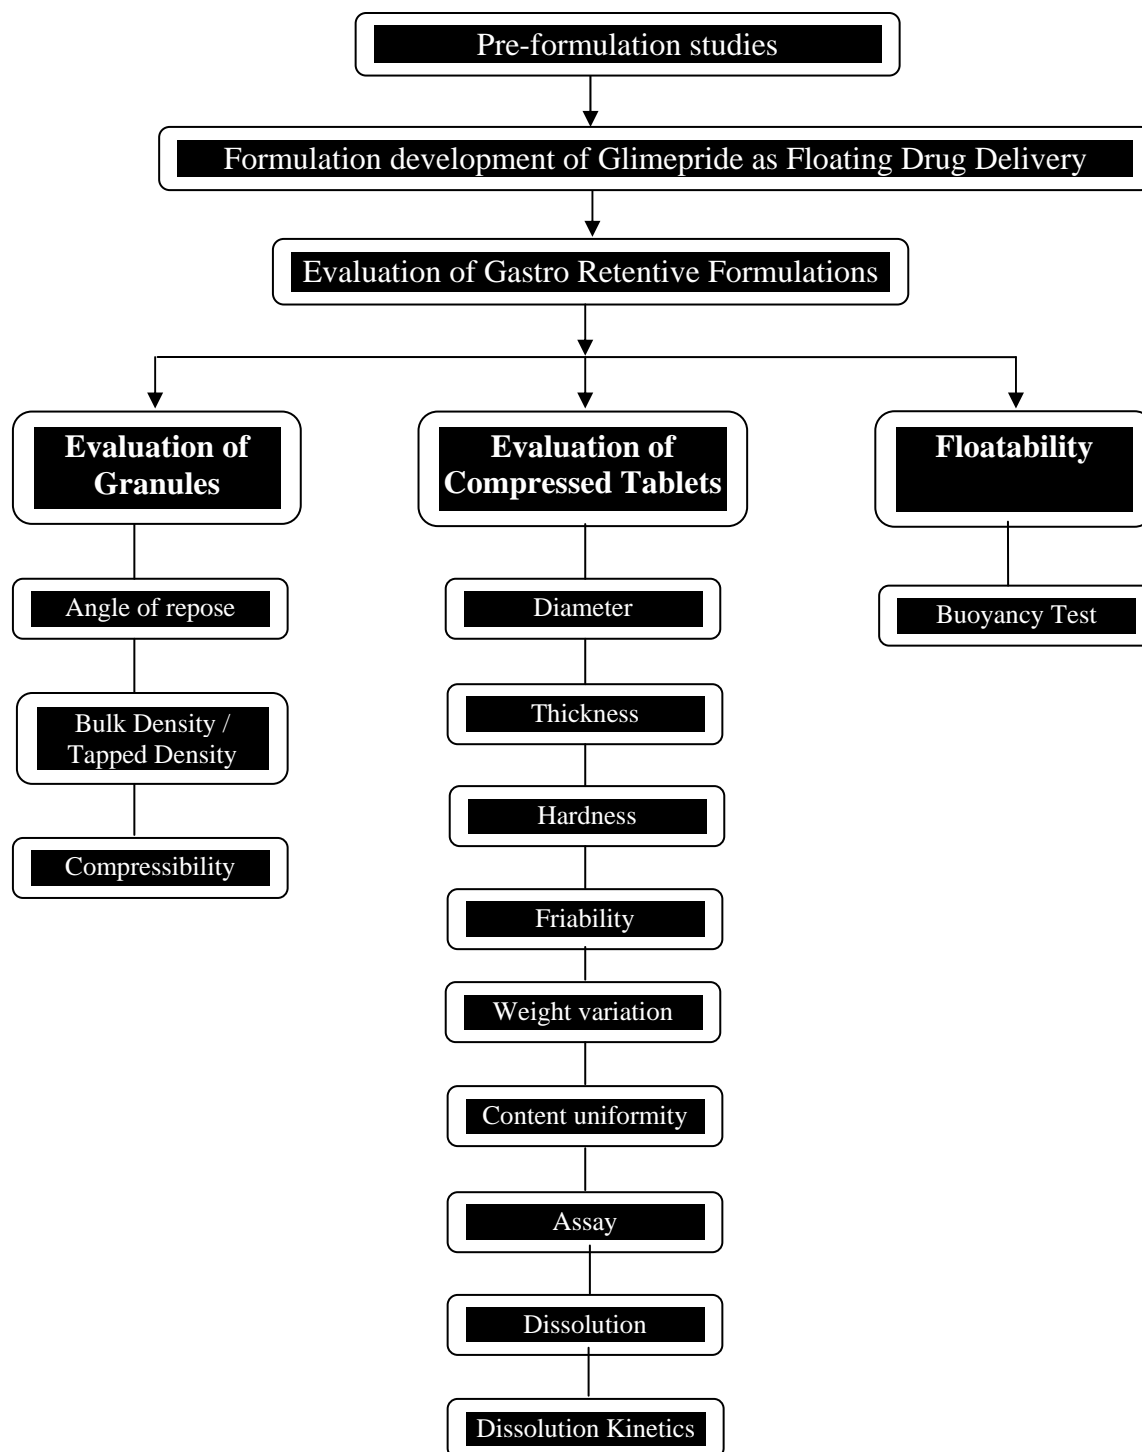 Pre-formulation studies
Formulation development of Glimepride as Floating Drug Delivery
Evaluation of Gastro Retentive Formulations
Evaluation of
Granules
Angle of repose
Bulk Density /
Tapped Density
Compressibility
Evaluation of
Compressed Tablets
Diameter
Thickness
Hardness
Friability
Weight variation
Content uniformity
Assay
Dissolution
Dissolution Kinetics
Floatability
Buoyancy Test